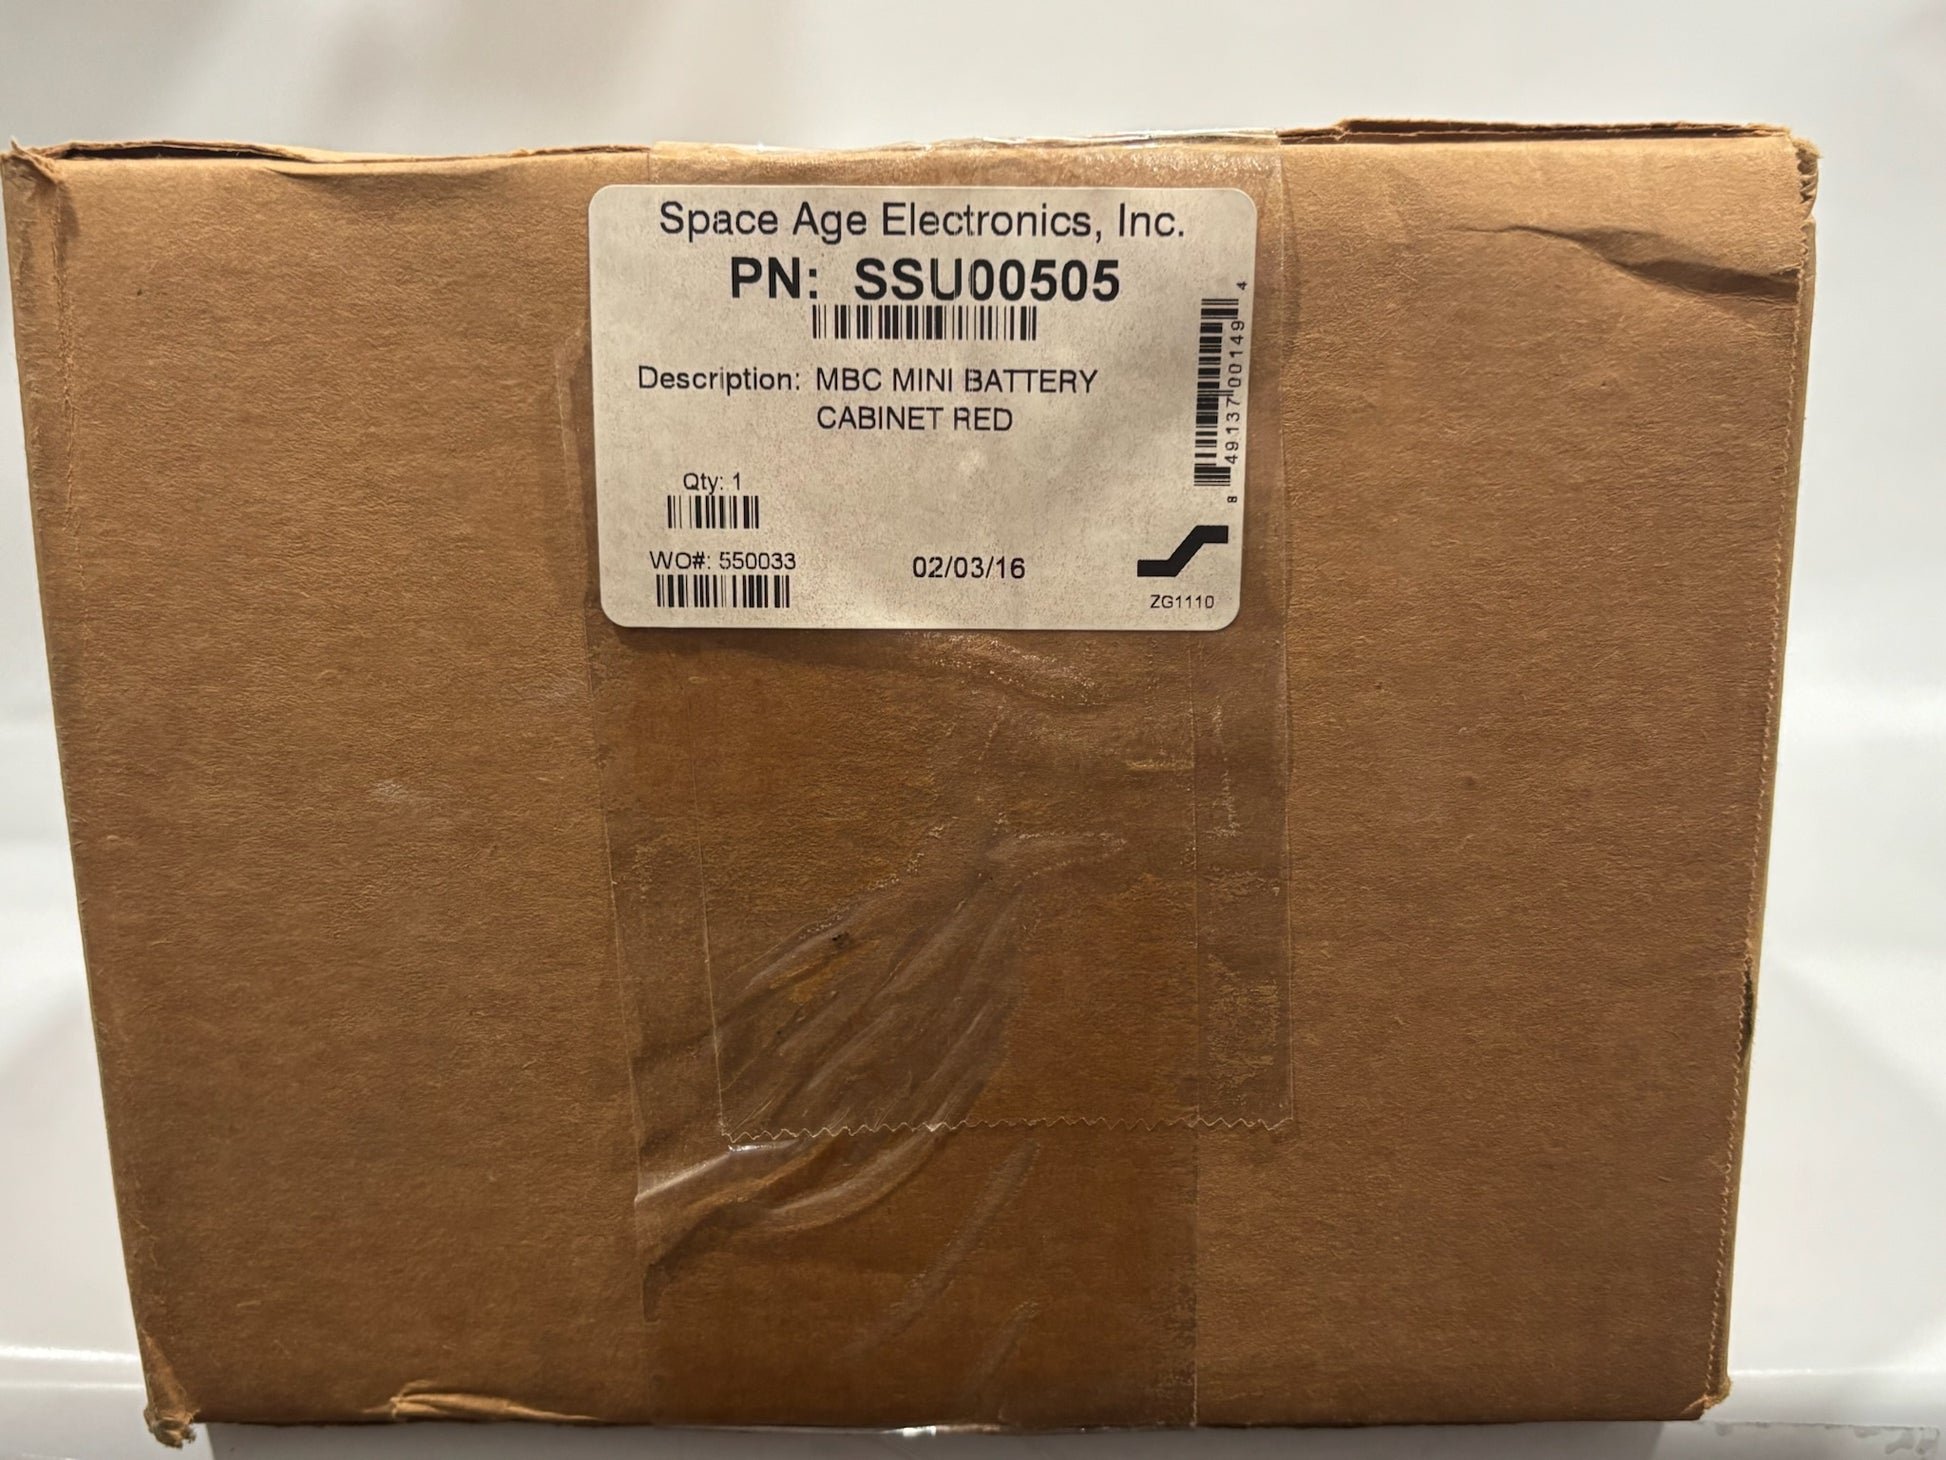 Space Age Electronics, Inc.
PN: SSU00505
Description: MBC MINI BATTERY
CABINET RED
Qty: 1
WO#: 550033
02/03/16
ZG1110
8 49137 00149 4